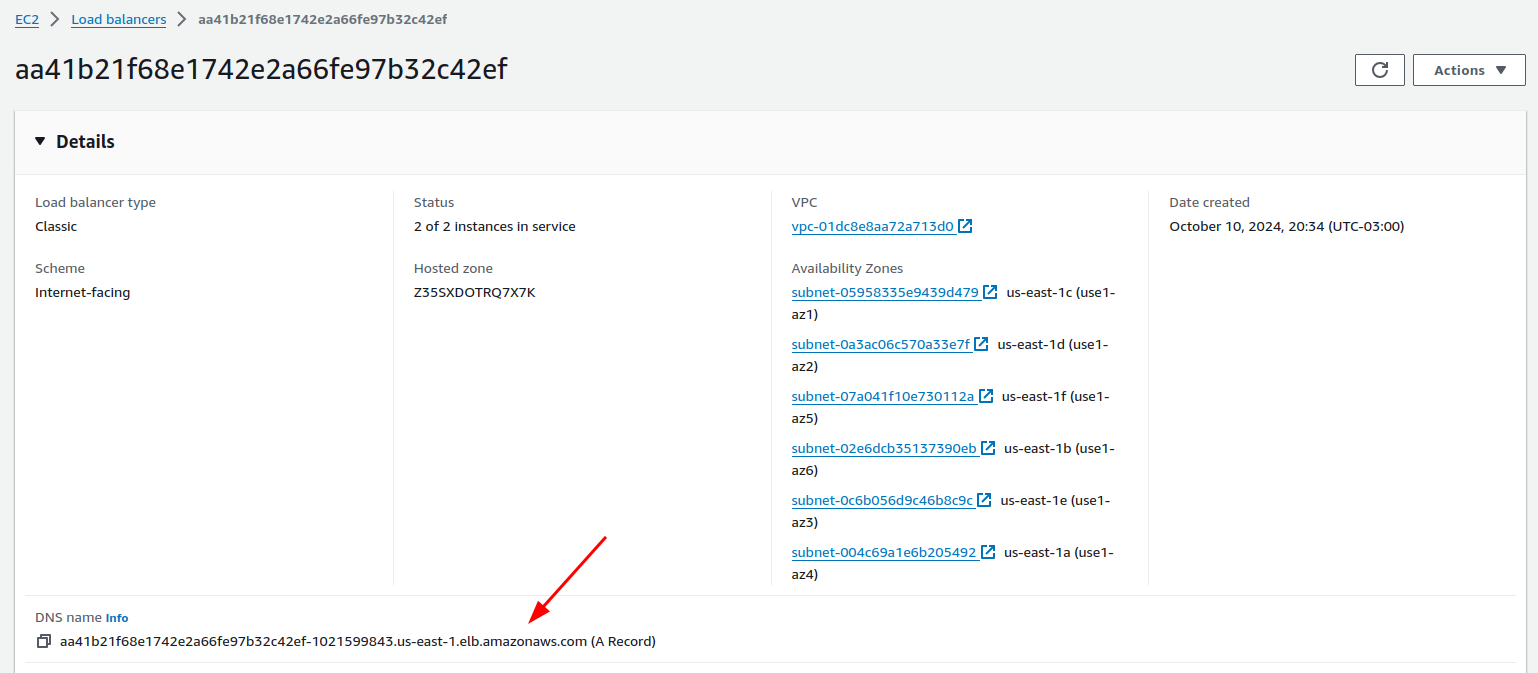 EC2 > Load balancers > aa41b21f68e1742e2a66fe97b32c42ef
aa41b21f68e1742e2a66fe97b32c42ef
Actions
Details
Load balancer type
Classic
Scheme
Internet-facing
Status
2 of 2 instances in service
Hosted zone
Z35SXDOTRQ7X7K
VPC
vpc-01dc8e8aa72a713d0
Availability Zones
subnet-05958335e9439d479 us-east-1c (use1-
az1)
subnet-0a3ac06c570a33e7f us-east-1d (use1-
az2)
subnet-07a041f10e730112a us-east-1f (use1-
az5)
subnet-02e6dcb35137390eb us-east-1b (use1-
az6)
subnet-0c6b056d9c46b8c9c us-east-1e (use1-
az3)
subnet-004c69a1e6b205492 us-east-1a (use1-
az4)
Date created
October 10, 2024, 20:34 (UTC-03:00)
DNS name Info
aa41b21f68e1742e2a66fe97b32c42ef-1021599843.us-east-1.elb.amazonaws.com (A Record)